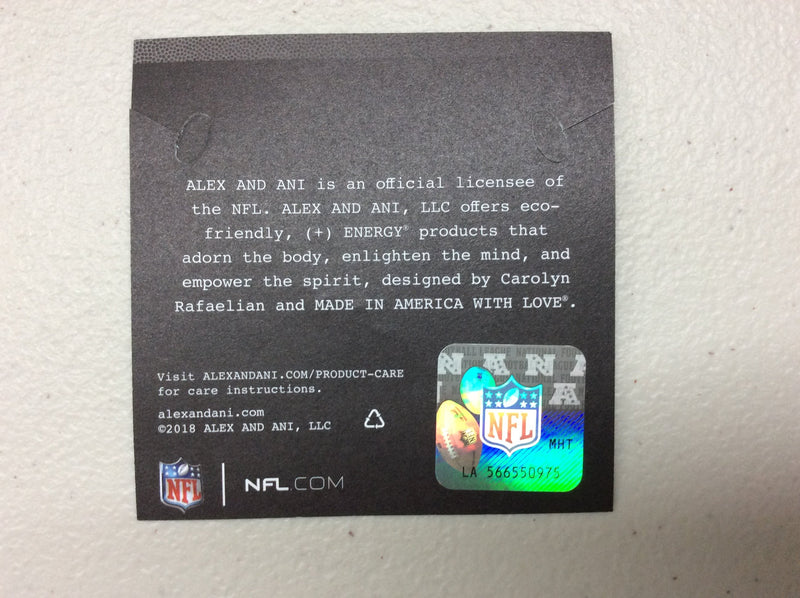 ALEX AND ANI is an official licensee of
the NFL. ALEX AND ANI, LLC offers eco-
friendly, (+) ENERGY® products that
adorn the body, enlighten the mind, and
empower the spirit, designed by Carolyn
Rafaelian and MADE IN AMERICA WITH LOVE®.
Visit ALEXANDANI.COM/PRODUCT-CARE
for care instructions.
alexandani.com
©2018 ALEX AND ANI, LLC
NFL
NFL.COM
NFL
MHT
LA 566550975